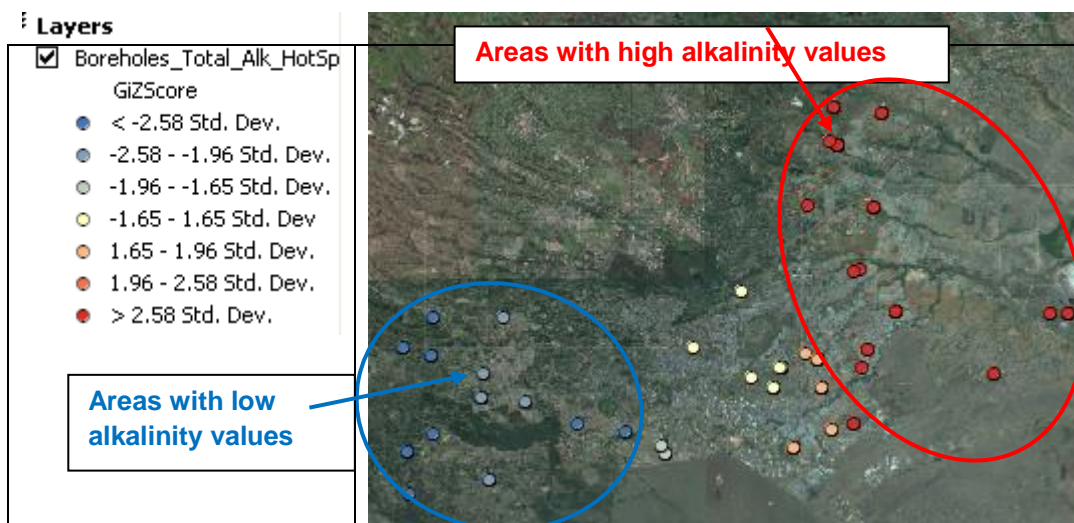 Layers
Boreholes_Total_Alk_HotSp
GiZScore
< -2.58 Std. Dev.
-2.58 - -1.96 Std. Dev.
-1.96 - -1.65 Std. Dev.
-1.65 - 1.65 Std. Dev
1.65 - 1.96 Std. Dev.
1.96 - 2.58 Std. Dev.
> 2.58 Std. Dev.
Areas with high alkalinity values
Areas with low
alkalinity values